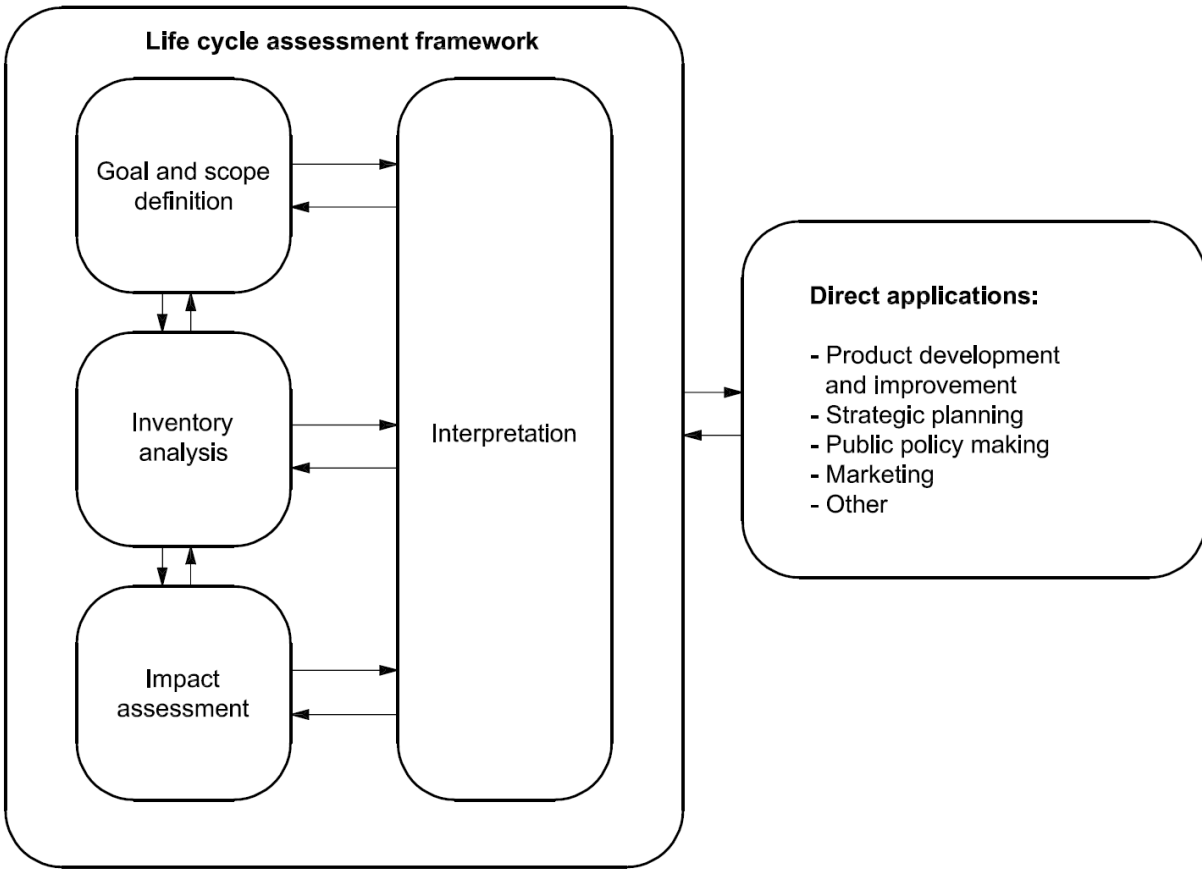 Life cycle assessment framework
Goal and scope
definition
Inventory
analysis
Impact
assessment
Interpretation
Direct applications:
- Product development
and improvement
- Strategic planning
- Public policy making
- Marketing
- Other